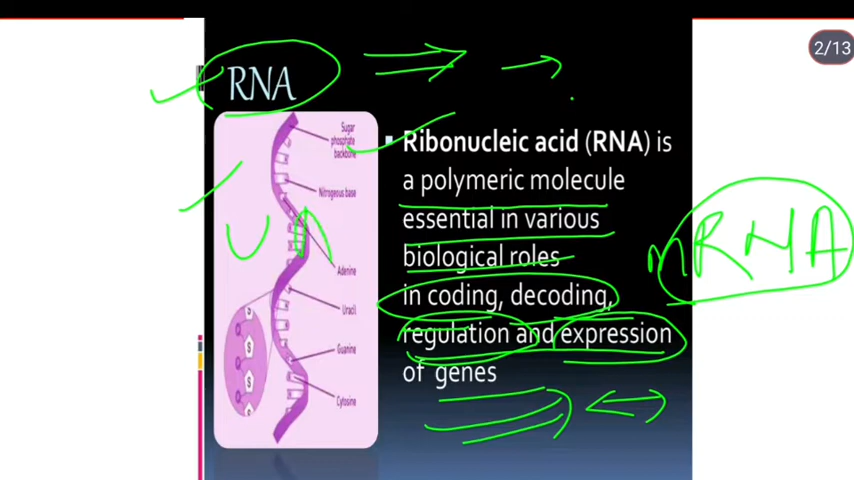 2/13
RNA
Sugar
phosphate
backbone
Nitrogeous base
Adenine
Uracil
Guanine
Cytosine
S
S
S
▪ Ribonucleic acid (RNA) is
a polymeric molecule
essential in various
biological roles
in coding, decoding,
regulation and expression
of genes
mRNA